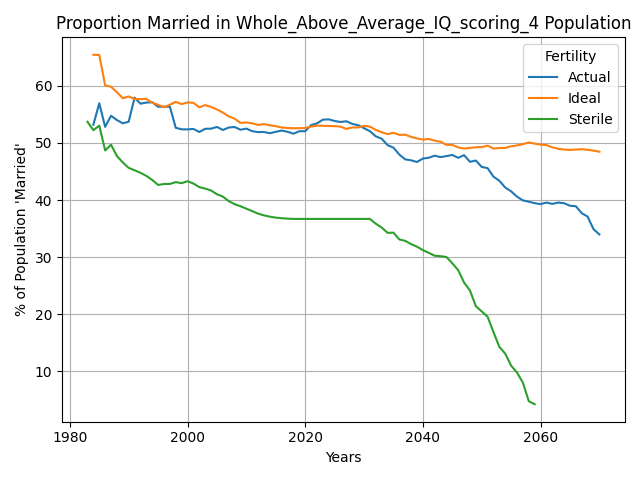 Proportion Married in Whole_Above_Average_IQ_scoring_4 Population
% of Population 'Married'
60
50
40
30
20
10
Fertility
Actual
Ideal
Sterile
1980
2000
2020
2040
2060
Years